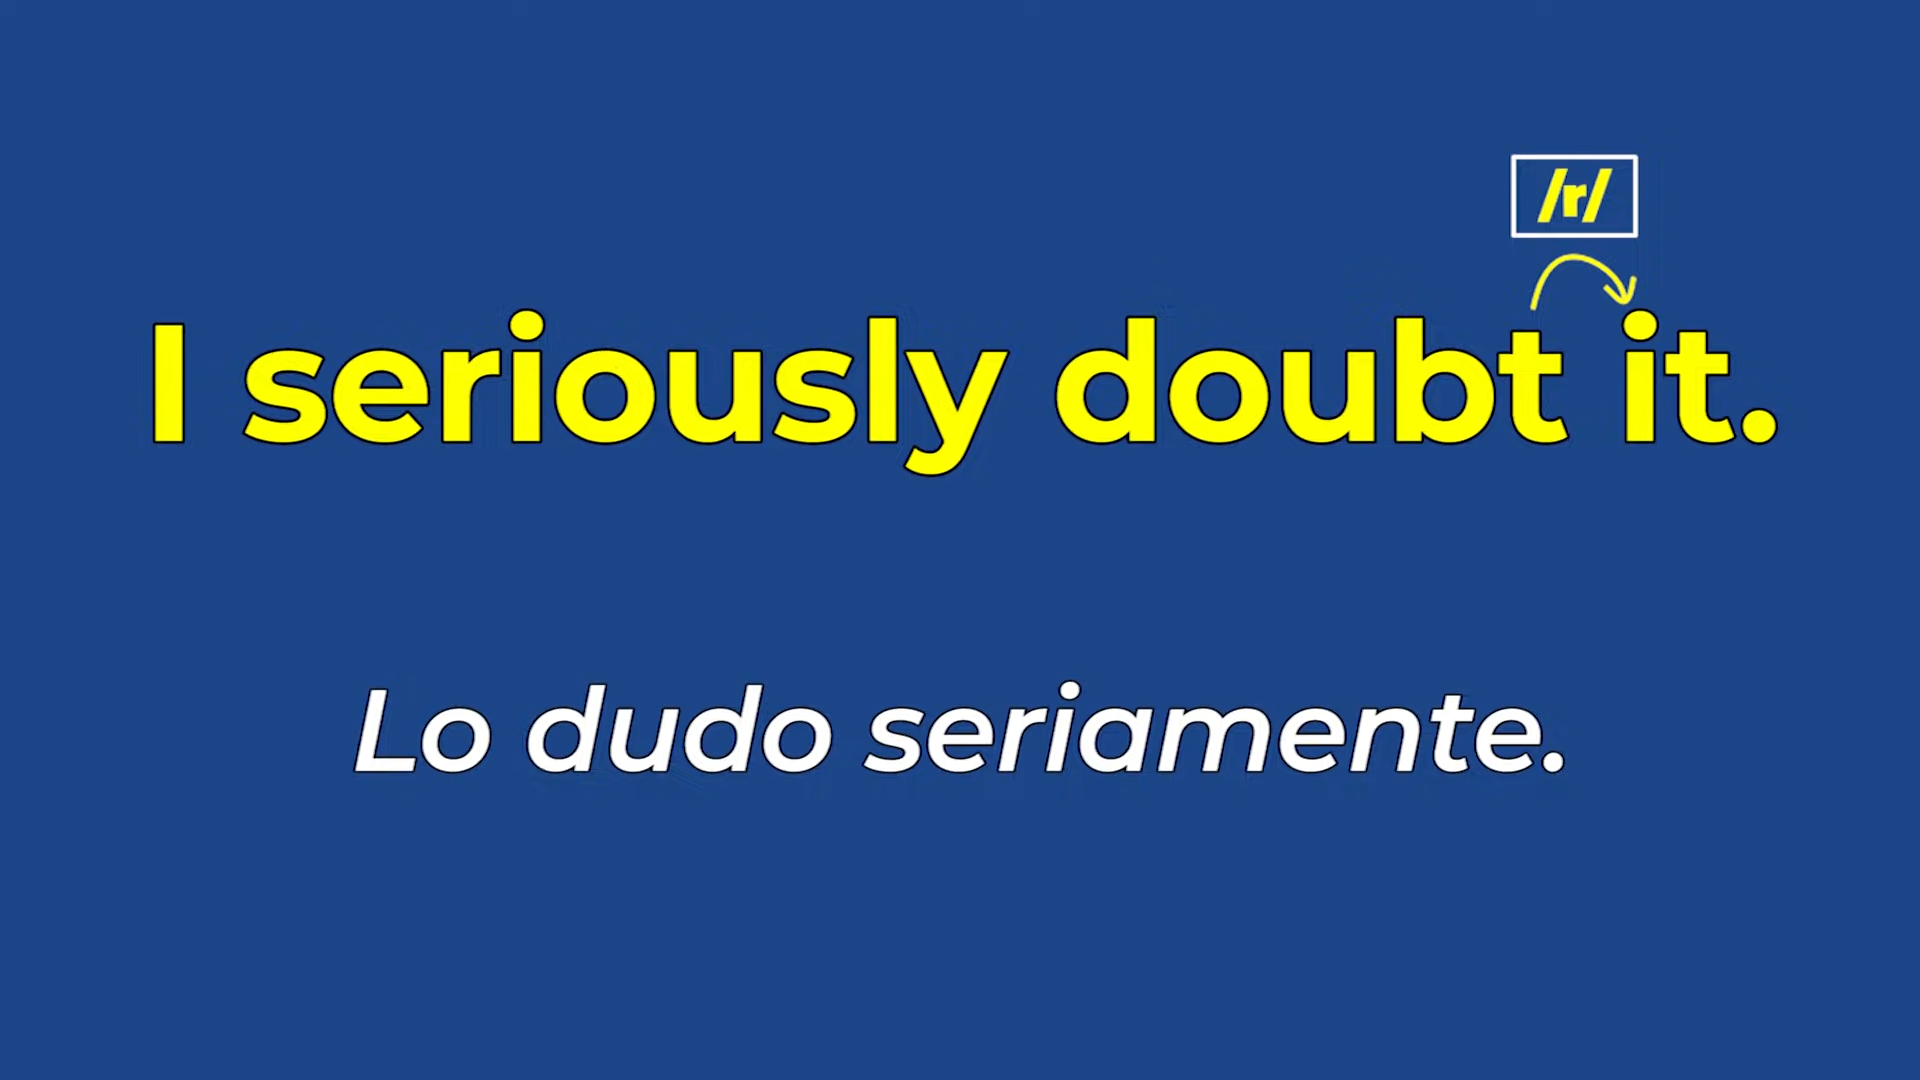 /r/
I seriously doubt it.
Lo dudo seriamente.